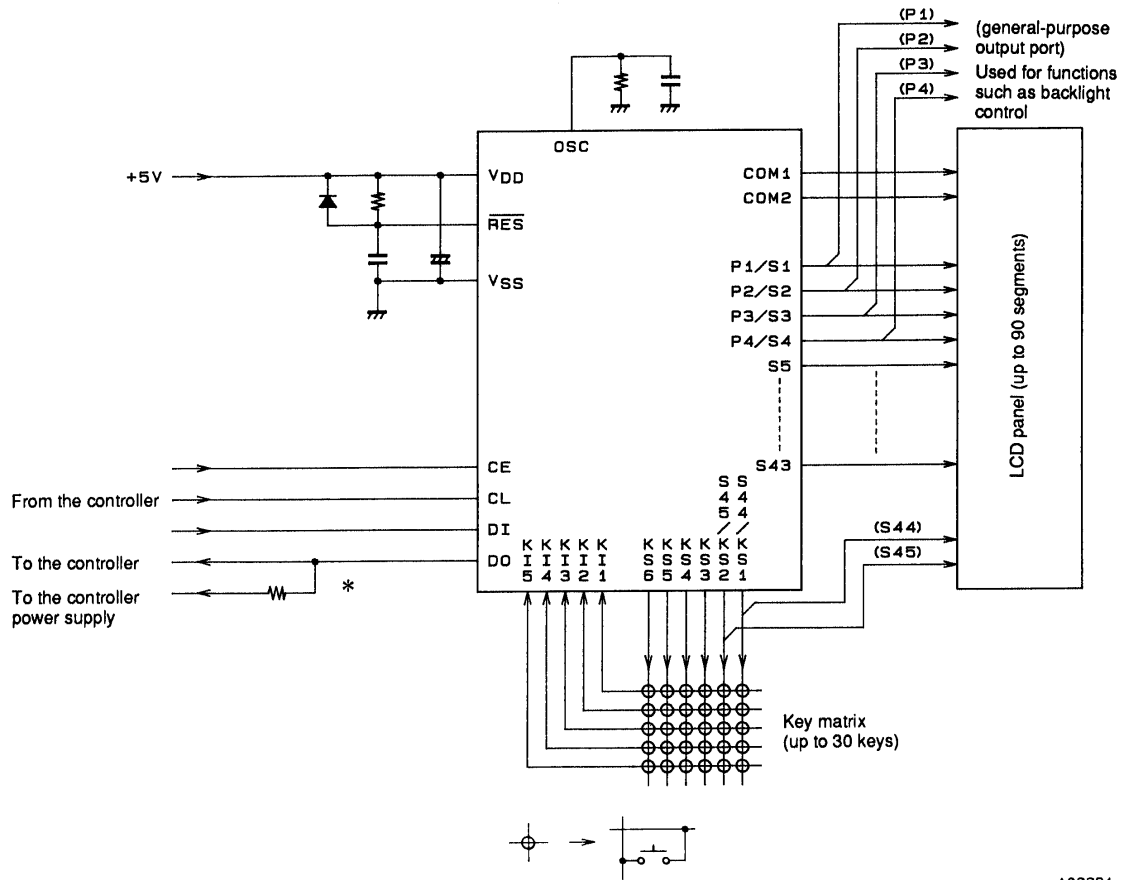 (P1)
(general-purpose
output port)
(P2)
(P3)
Used for functions
such as backlight
control
(P4)
OSC
+5V
VDD
RES
VSS
COM1
COM2
P1/S1
P2/S2
P3/S3
P4/S4
S5
S43
LCD panel (up to 90 segments)
CE
From the controller
CL
DI
To the controller
DO
To the controller
power supply
*
KI5
KI4
KI3
KI2
KI1
KS6
KS5
KS4
KS3
S45/KS2
S44/KS1
(S44)
(S45)
Key matrix
(up to 30 keys)